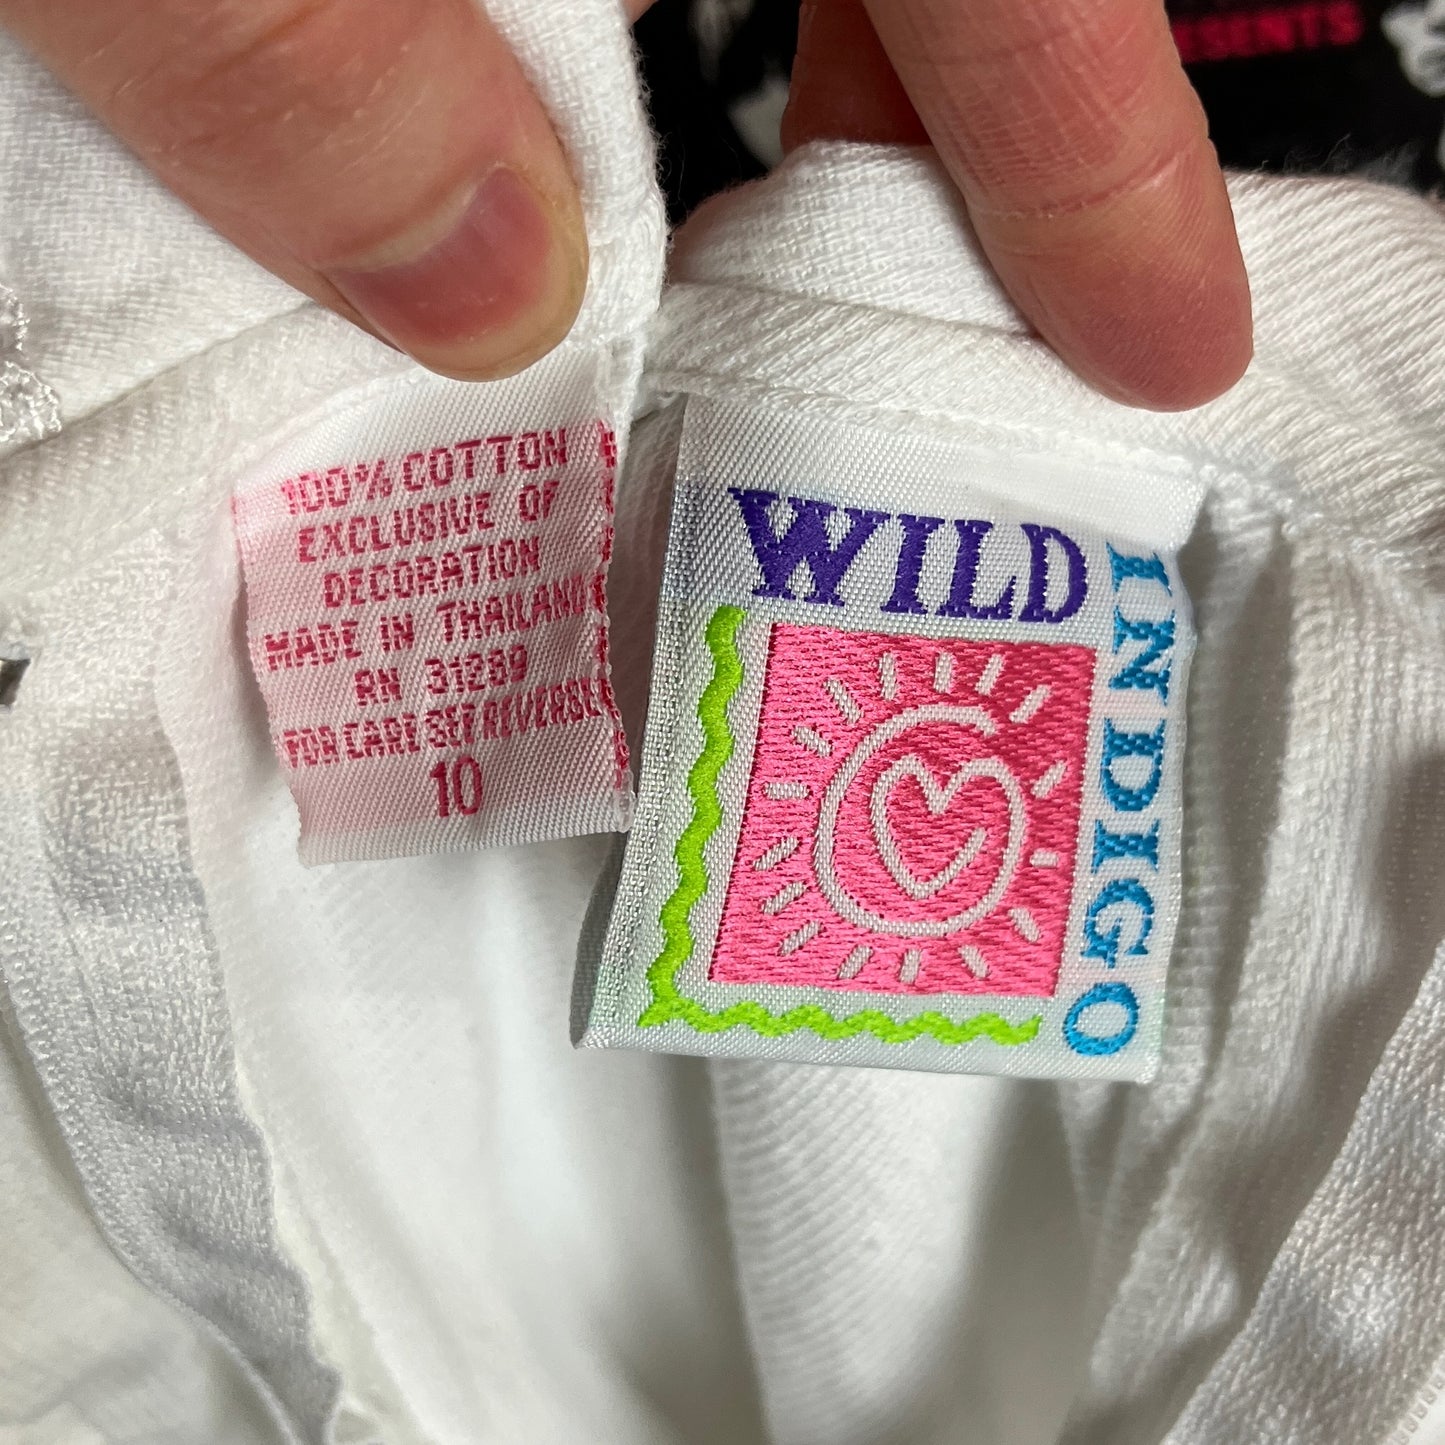 100% COTTON
EXCLUSIVE OF
DECORATION
MADE IN THAILAND
RN 31289
FOR CARE SEE REVERSE
10
WILD
INDIGO